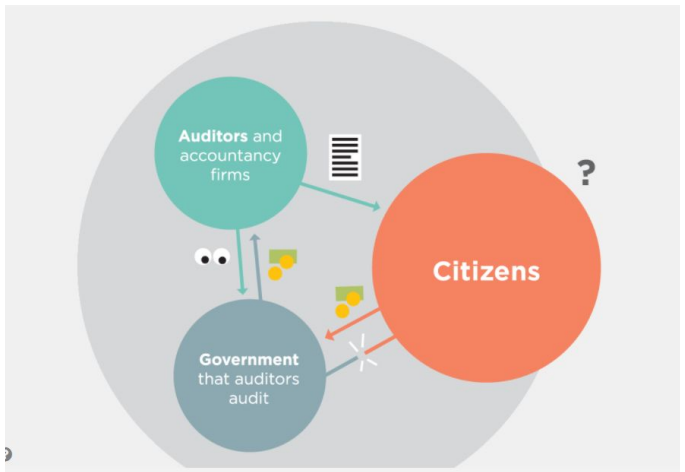 Auditors and
accountancy
firms
?
Citizens
Government
that auditors
audit
?